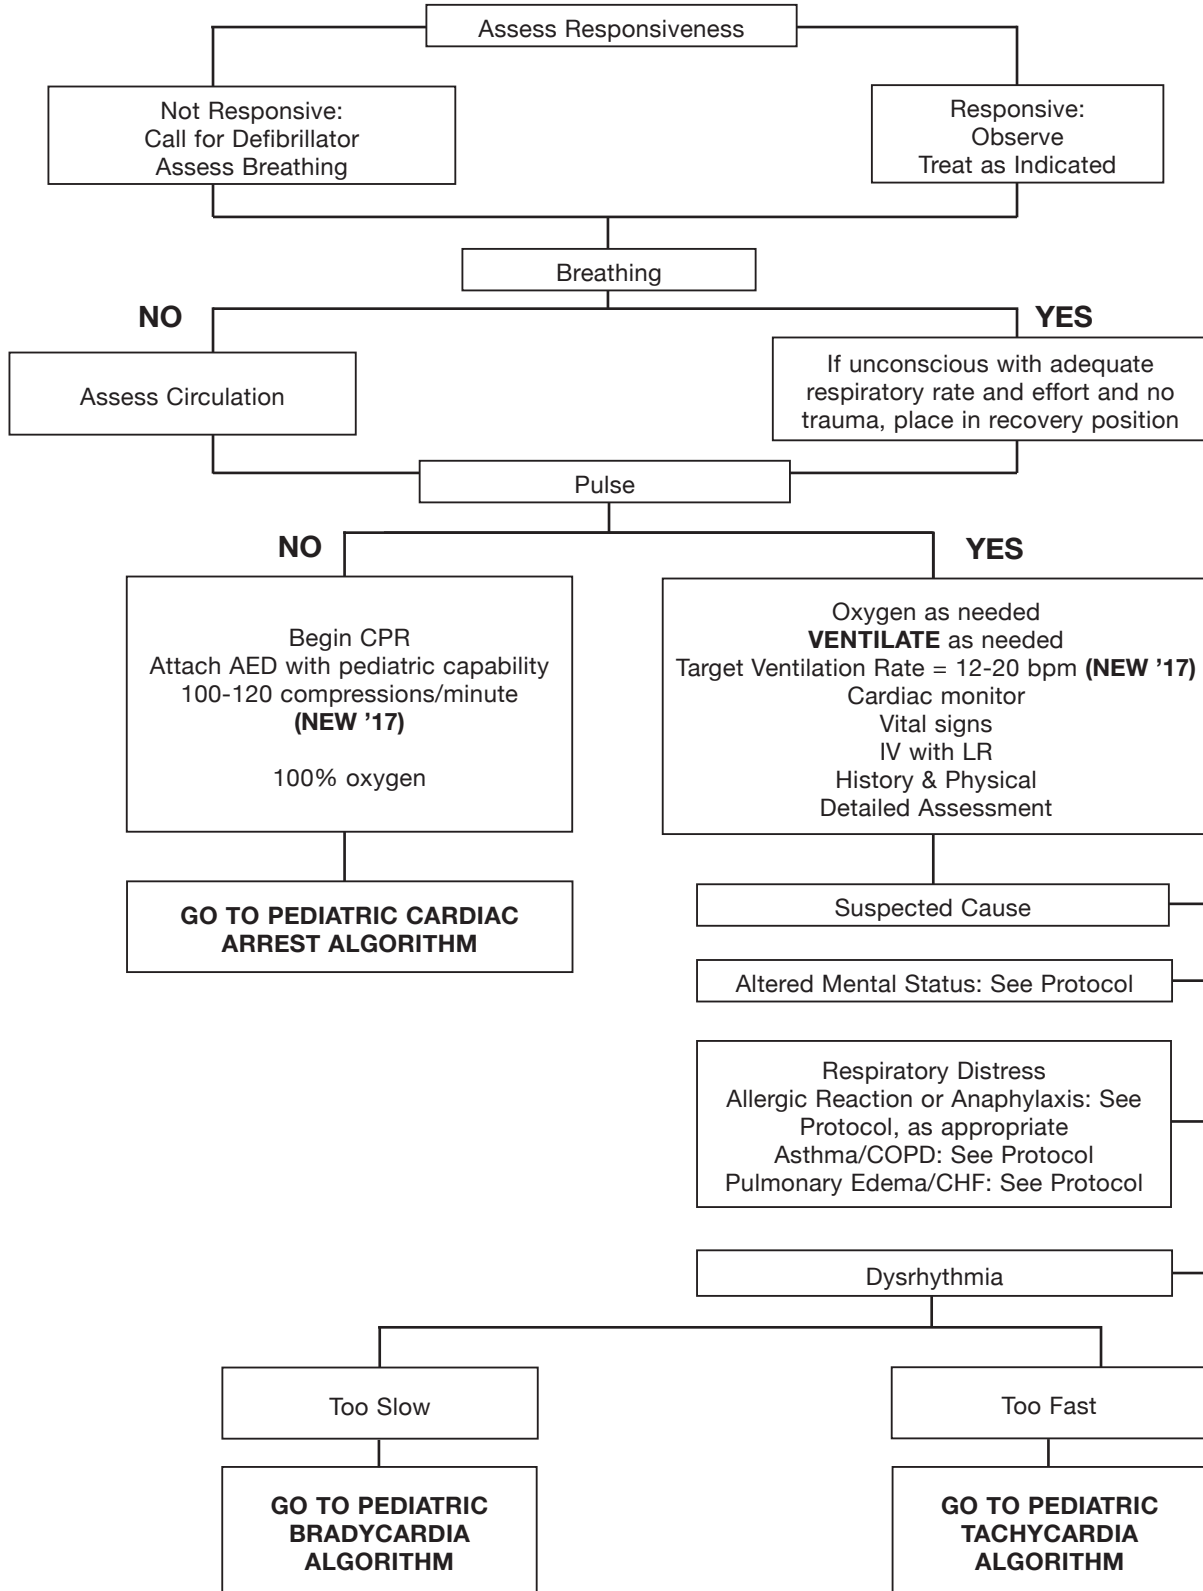 Assess Responsiveness
Not Responsive:
Call for Defibrillator
Assess Breathing
Responsive:
Observe
Treat as Indicated
Breathing
NO
YES
Assess Circulation
If unconscious with adequate
respiratory rate and effort and no
trauma, place in recovery position
Pulse
NO
YES
Begin CPR
Attach AED with pediatric capability
100-120 compressions/minute
(NEW ’17)
100% oxygen
Oxygen as needed
VENTILATE as needed
Target Ventilation Rate = 12-20 bpm (NEW ’17)
Cardiac monitor
Vital signs
IV with LR
History & Physical
Detailed Assessment
GO TO PEDIATRIC CARDIAC
ARREST ALGORITHM
Suspected Cause
Altered Mental Status: See Protocol
Respiratory Distress
Allergic Reaction or Anaphylaxis: See
Protocol, as appropriate
Asthma/COPD: See Protocol
Pulmonary Edema/CHF: See Protocol
Dysrhythmia
Too Slow
Too Fast
GO TO PEDIATRIC
BRADYCARDIA
ALGORITHM
GO TO PEDIATRIC
TACHYCARDIA
ALGORITHM